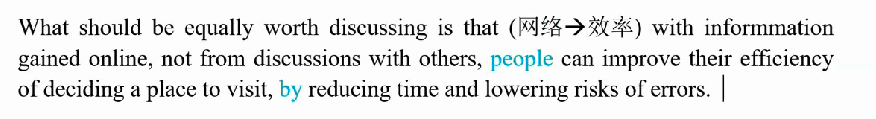 What should be equally worth discussing is that (网络→效率) with informmation
gained online, not from discussions with others, people can improve their efficiency
of deciding a place to visit, by reducing time and lowering risks of errors.